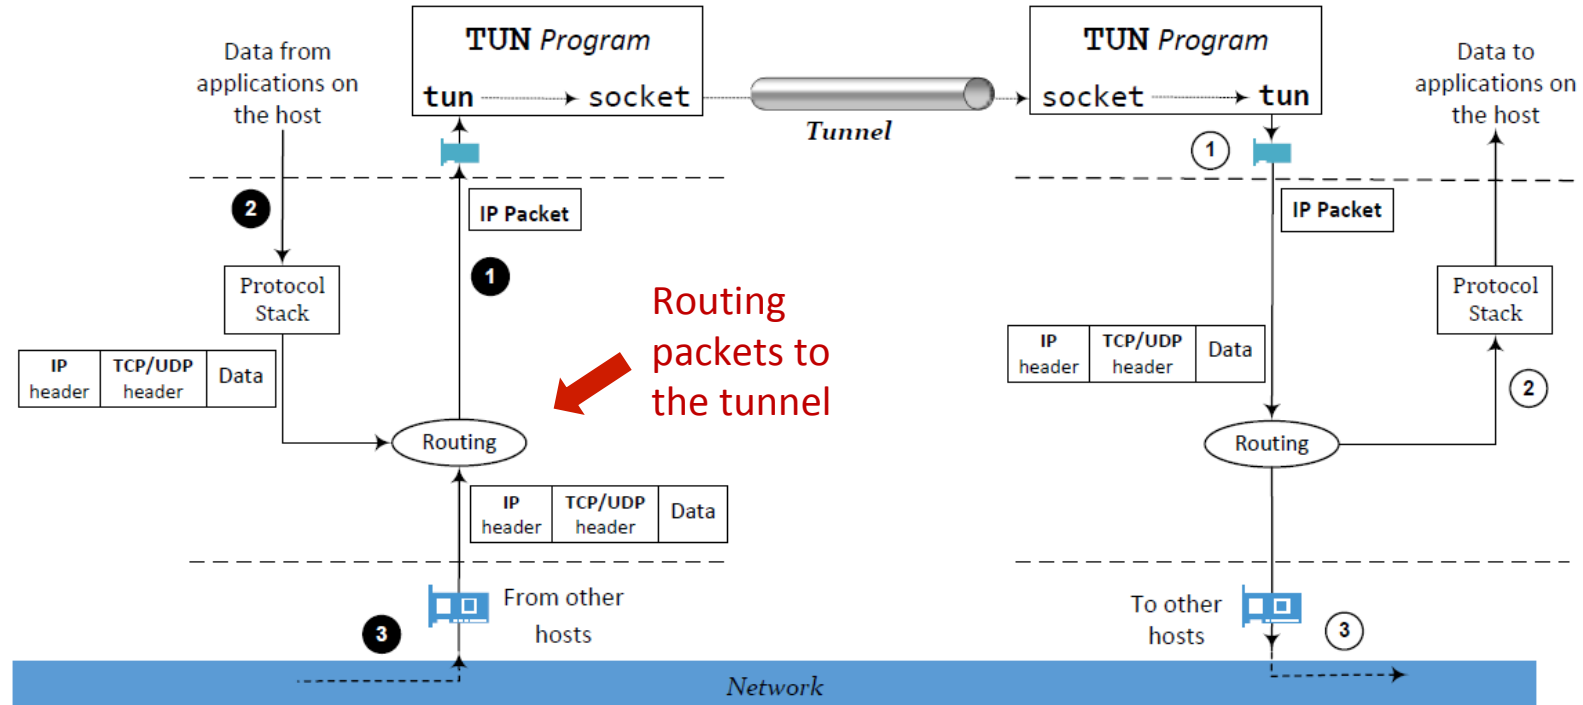 TUN Program
tun socket
Data from
applications on
the host
2
Protocol
Stack
IP
header
TCP/UDP
header
Data
IP Packet
1
Routing
Routing
packets to
the tunnel
IP
header
TCP/UDP
header
Data
From other
hosts
3
Tunnel
TUN Program
socket tun
1
IP Packet
Data to
applications on
the host
Protocol
Stack
2
IP
header
TCP/UDP
header
Data
Routing
To other
hosts
3
Network